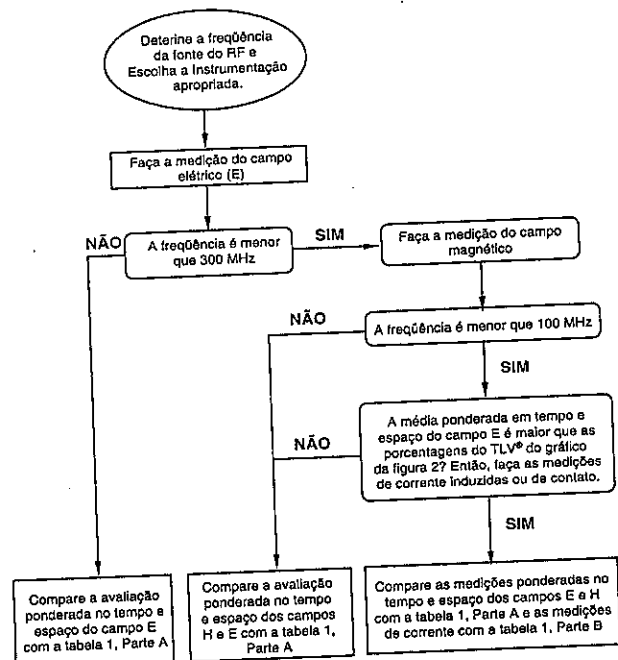 Deterine a freqüência
da fonte do RF e
Escolha a Instrumentação
apropriada.
Faça a medição do campo
elétrico (E)
NÃO
A freqüência é menor
que 300 MHz
SIM
Faça a medição do campo
magnético
NÃO
A freqüência é menor que 100 MHz
SIM
A média ponderada em tempo e
espaço do campo E é maior que as
porcentagens do TLV® do gráfico
da figura 2? Então, faça as medições
de corrente induzidas ou de contato.
NÃO
SIM
Compare a avaliação
ponderada no tempo e
espaço do campo E
com a tabela 1, Parte A
Compare a avaliação
ponderada no tempo
e espaço dos campos
H e E com a tabela 1,
Parte A
Compare as medições ponderadas no
tempo e espaço dos campos E e H
com a tabela 1, Parte A e as medições
de corrente com a tabela 1, Parte B